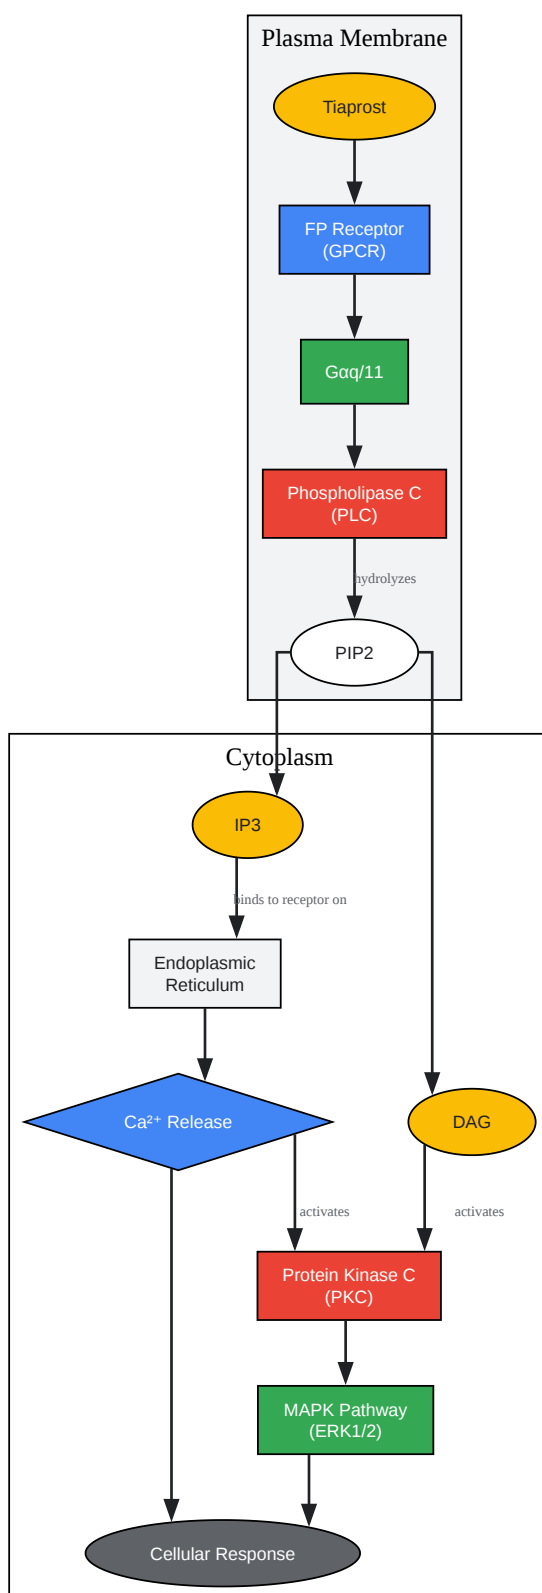 Plasma Membrane
Tiaprost
FP Receptor
(GPCR)
Gαq/11
Phospholipase C
(PLC)
hydrolyzes
PIP2
Cytoplasm
IP3
binds to receptor on
Endoplasmic
Reticulum
Ca²⁺ Release
DAG
activates
activates
Protein Kinase C
(PKC)
MAPK Pathway
(ERK1/2)
Cellular Response